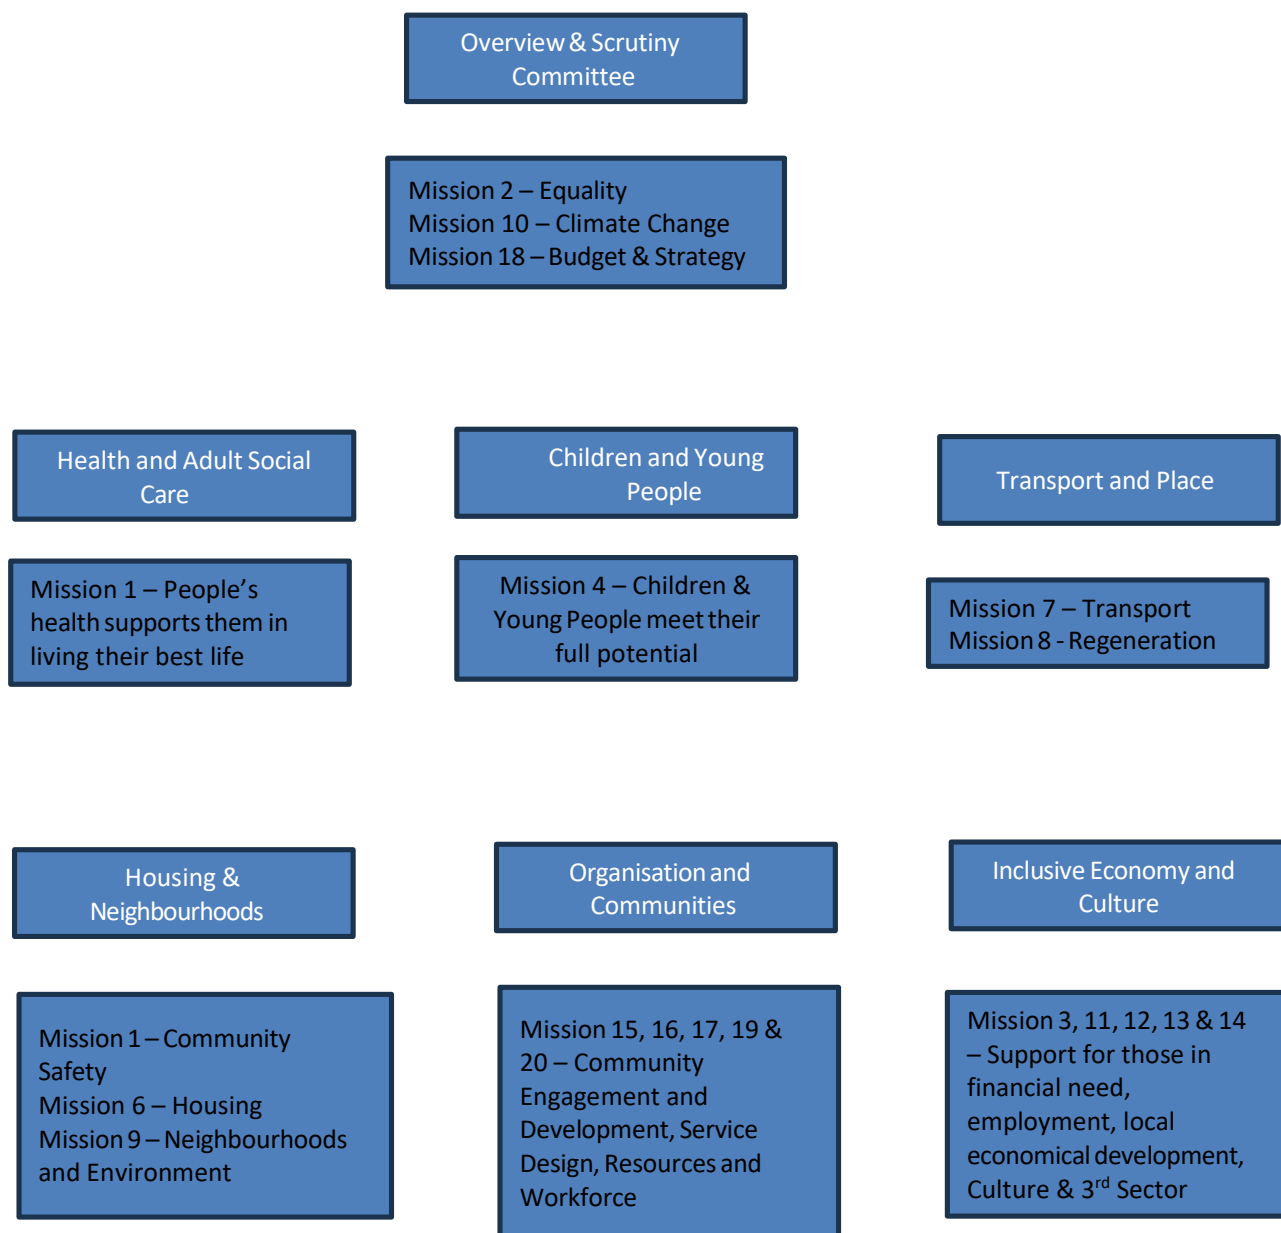 Overview & Scrutiny
Committee
Mission 2 – Equality
Mission 10 – Climate Change
Mission 18 – Budget & Strategy
Health and Adult Social
Care
Children and Young
People
Transport and Place
Mission 1 – People’s
health supports them in
living their best life
Mission 4 – Children &
Young People meet their
full potential
Mission 7 – Transport
Mission 8 - Regeneration
Housing &
Neighbourhoods
Organisation and
Communities
Inclusive Economy and
Culture
Mission 1 – Community
Safety
Mission 6 – Housing
Mission 9 – Neighbourhoods
and Environment
Mission 15, 16, 17, 19 &
20 – Community
Engagement and
Development, Service
Design, Resources and
Workforce
Mission 3, 11, 12, 13 & 14
– Support for those in
financial need,
employment, local
economical development,
Culture & 3rd Sector